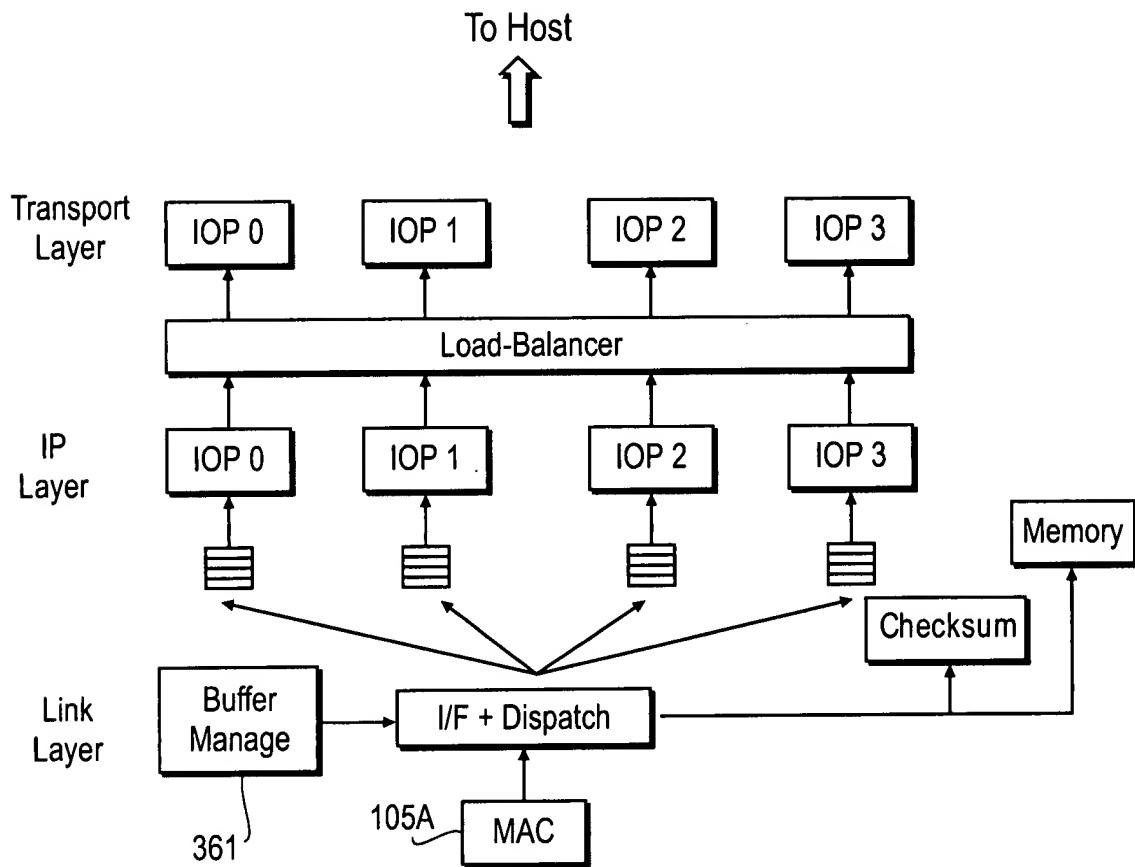 To Host
Transport
Layer
IOP 0
IOP 1
IOP 2
IOP 3
Load-Balancer
IP
Layer
IOP 0
IOP 1
IOP 2
IOP 3
Memory
Checksum
Link
Layer
Buffer
Manage
I/F + Dispatch
361
105A
MAC